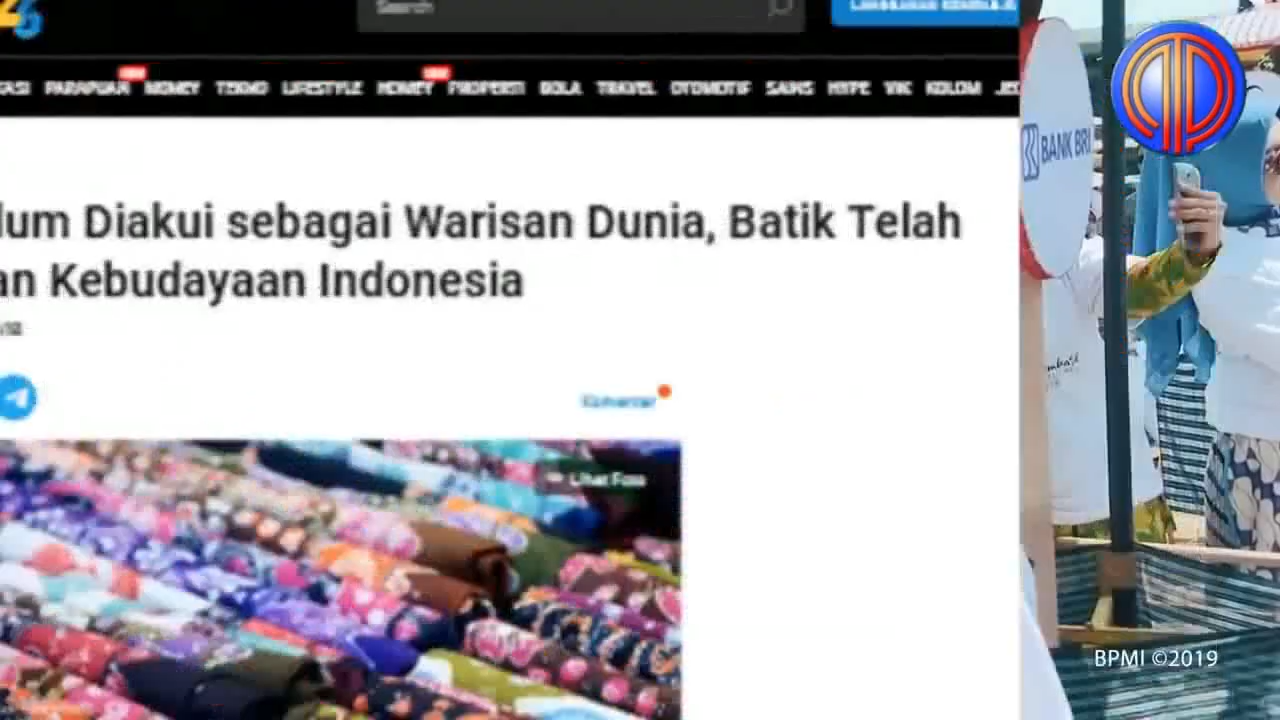 Search
PARAPUAN MONEY TEKNO LIFESTYLE HOMEY PROPERTI BOLA TRAVEL OTOMOTIF SAINS HYPE VIK KOLOM
BANK BRI
lum Diakui sebagai Warisan Dunia, Batik Telah
an Kebudayaan Indonesia
Komentar
Lihat Foto
BPMI ©2019